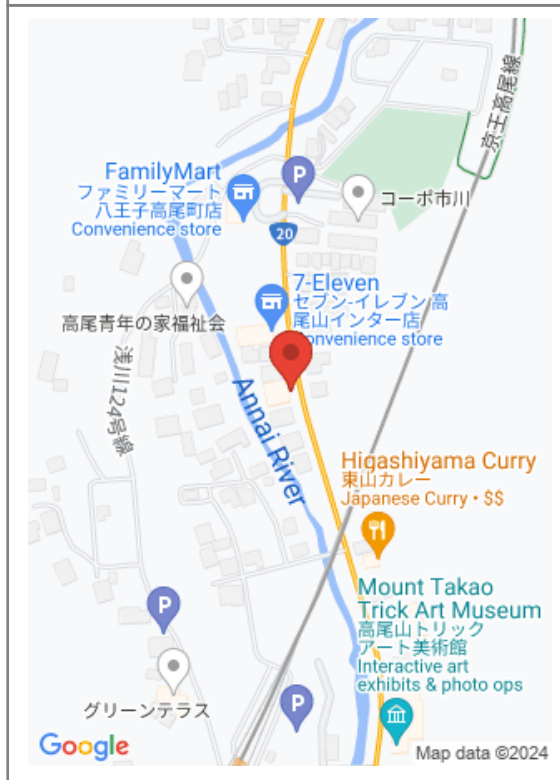 京王高尾線
FamilyMart
ファミリーマート
八王子高尾町店
Convenience store
P
コーポ市川
20
7-Eleven
セブン-イレブン 高
尾山インター店
onvenience store
高尾青年の家福祉会
浅川124号線
Annai River
Higashiyama Curry
東山カレー
Japanese Curry • $$
Mount Takao
Trick Art Museum
高尾山トリック
アート美術館
Interactive art
exhibits & photo ops
P
グリーンテラス
P
Google
Map data ©2024